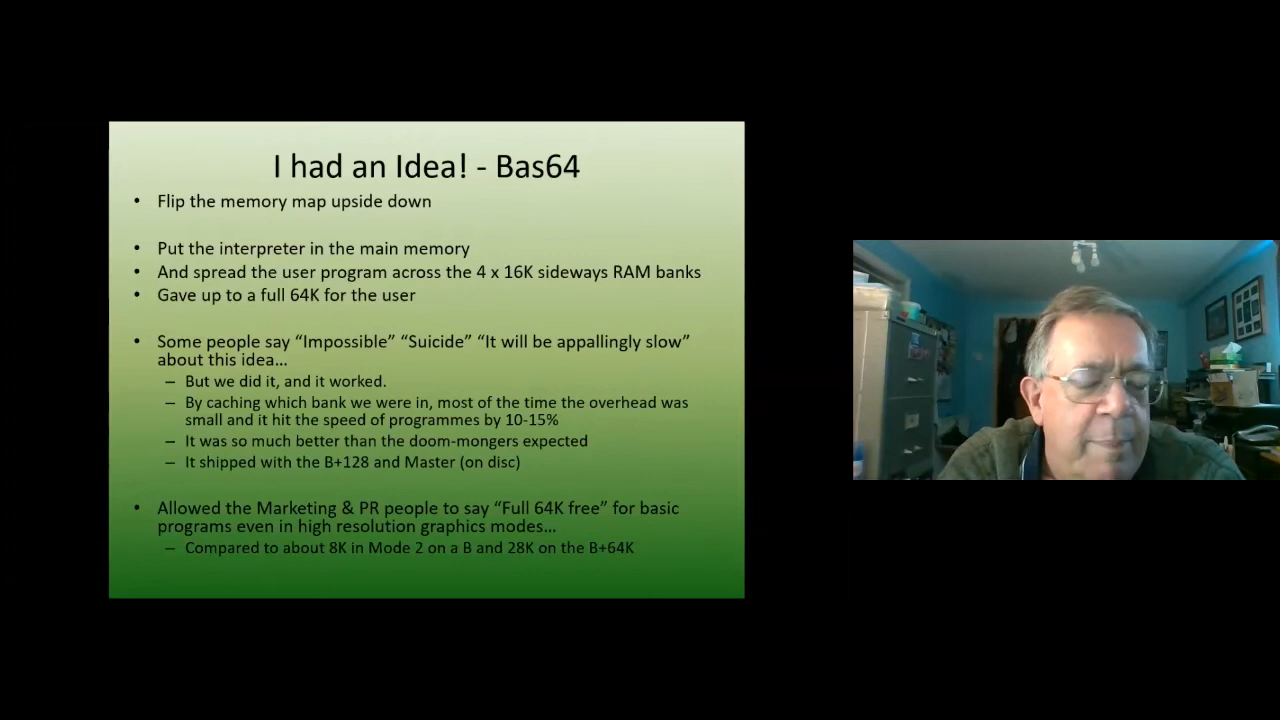 I had an Idea! - Bas64
• Flip the memory map upside down
• Put the interpreter in the main memory
• And spread the user program across the 4 x 16K sideways RAM banks
• Gave up to a full 64K for the user
• Some people say “Impossible” “Suicide” “It will be appallingly slow”
about this idea…
– But we did it, and it worked.
– By caching which bank we were in, most of the time the overhead was
small and it hit the speed of programmes by 10-15%
– It was so much better than the doom-mongers expected
– It shipped with the B+128 and Master (on disc)
• Allowed the Marketing & PR people to say “Full 64K free” for basic
programs even in high resolution graphics modes…
– Compared to about 8K in Mode 2 on a B and 28K on the B+64K